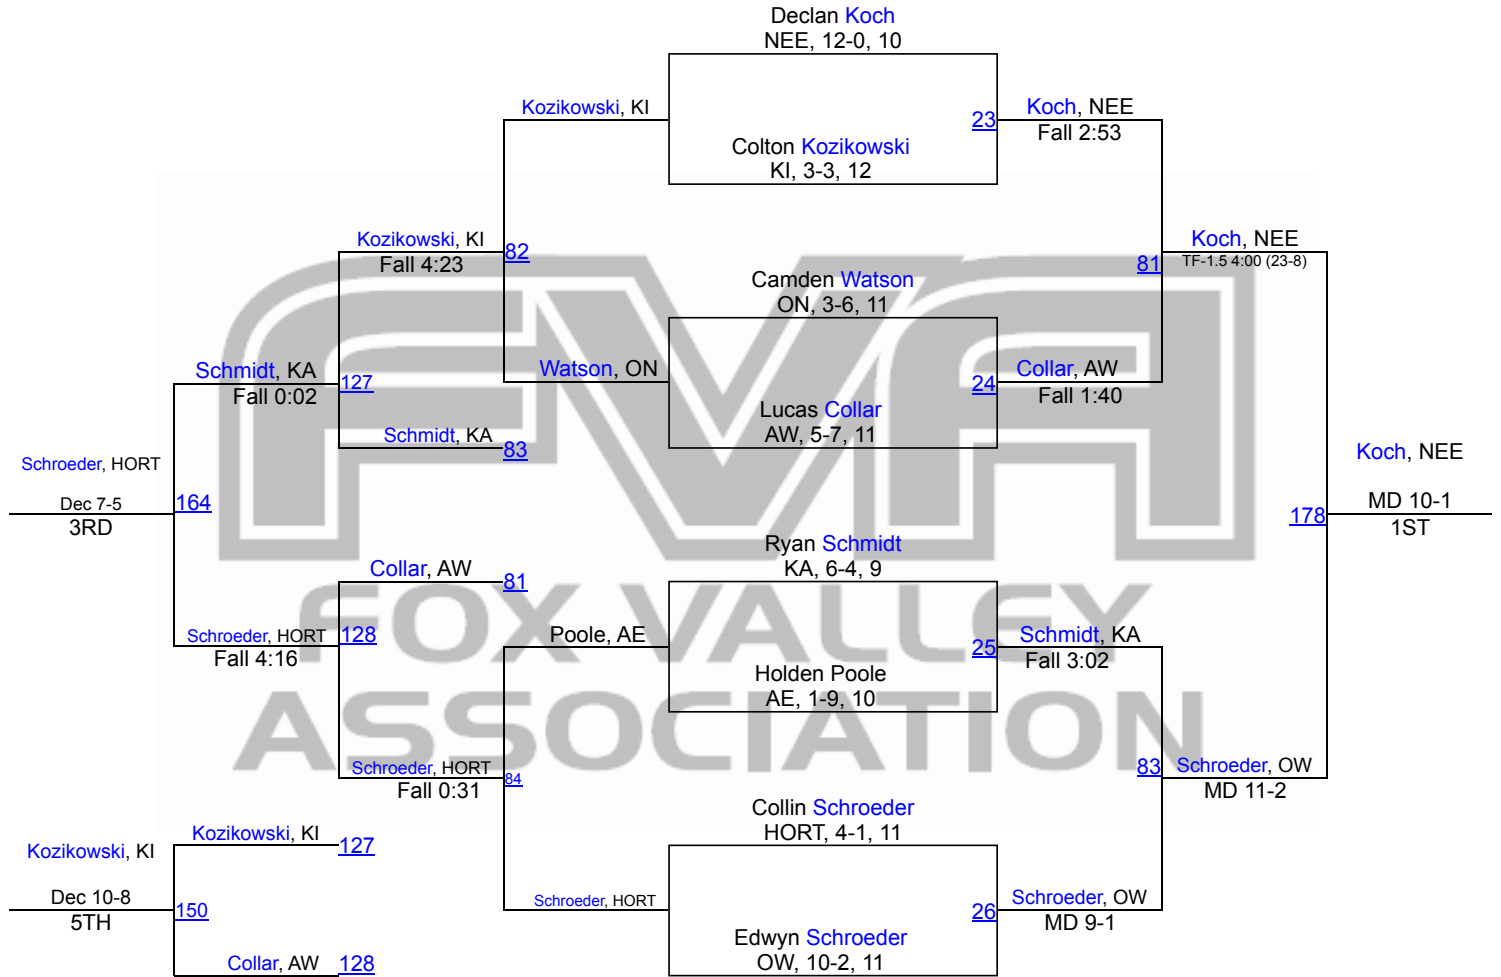 Declan Koch
NEE, 12-0, 10
Kozikowski, KI
23
Koch, NEE
Fall 2:53
Colton Kozikowski
KI, 3-3, 12
Kozikowski, KI
Fall 4:23
82
Camden Watson
ON, 3-6, 11
81
Koch, NEE
TF-1.5 4:00 (23-8)
Schmidt, KA
Fall 0:02
127
Watson, ON
24
Collar, AW
Fall 1:40
Lucas Collar
AW, 5-7, 11
Schmidt, KA
83
Schroeder, HORT
Dec 7-5
3RD
164
Koch, NEE
MD 10-1
1ST
178
Ryan Schmidt
KA, 6-4, 9
Collar, AW
81
Schroeder, HORT
Fall 4:16
128
Poole, AE
25
Schmidt, KA
Fall 3:02
Holden Poole
AE, 1-9, 10
FVA
FOX VALLEY
ASSOCIATION
Schroeder, HORT
Fall 0:31
84
83
Schroeder, OW
MD 11-2
Collin Schroeder
HORT, 4-1, 11
Kozikowski, KI
127
Kozikowski, KI
Dec 10-8
5TH
150
Schroeder, HORT
26
Schroeder, OW
MD 9-1
Edwyn Schroeder
OW, 10-2, 11
Collar, AW
128